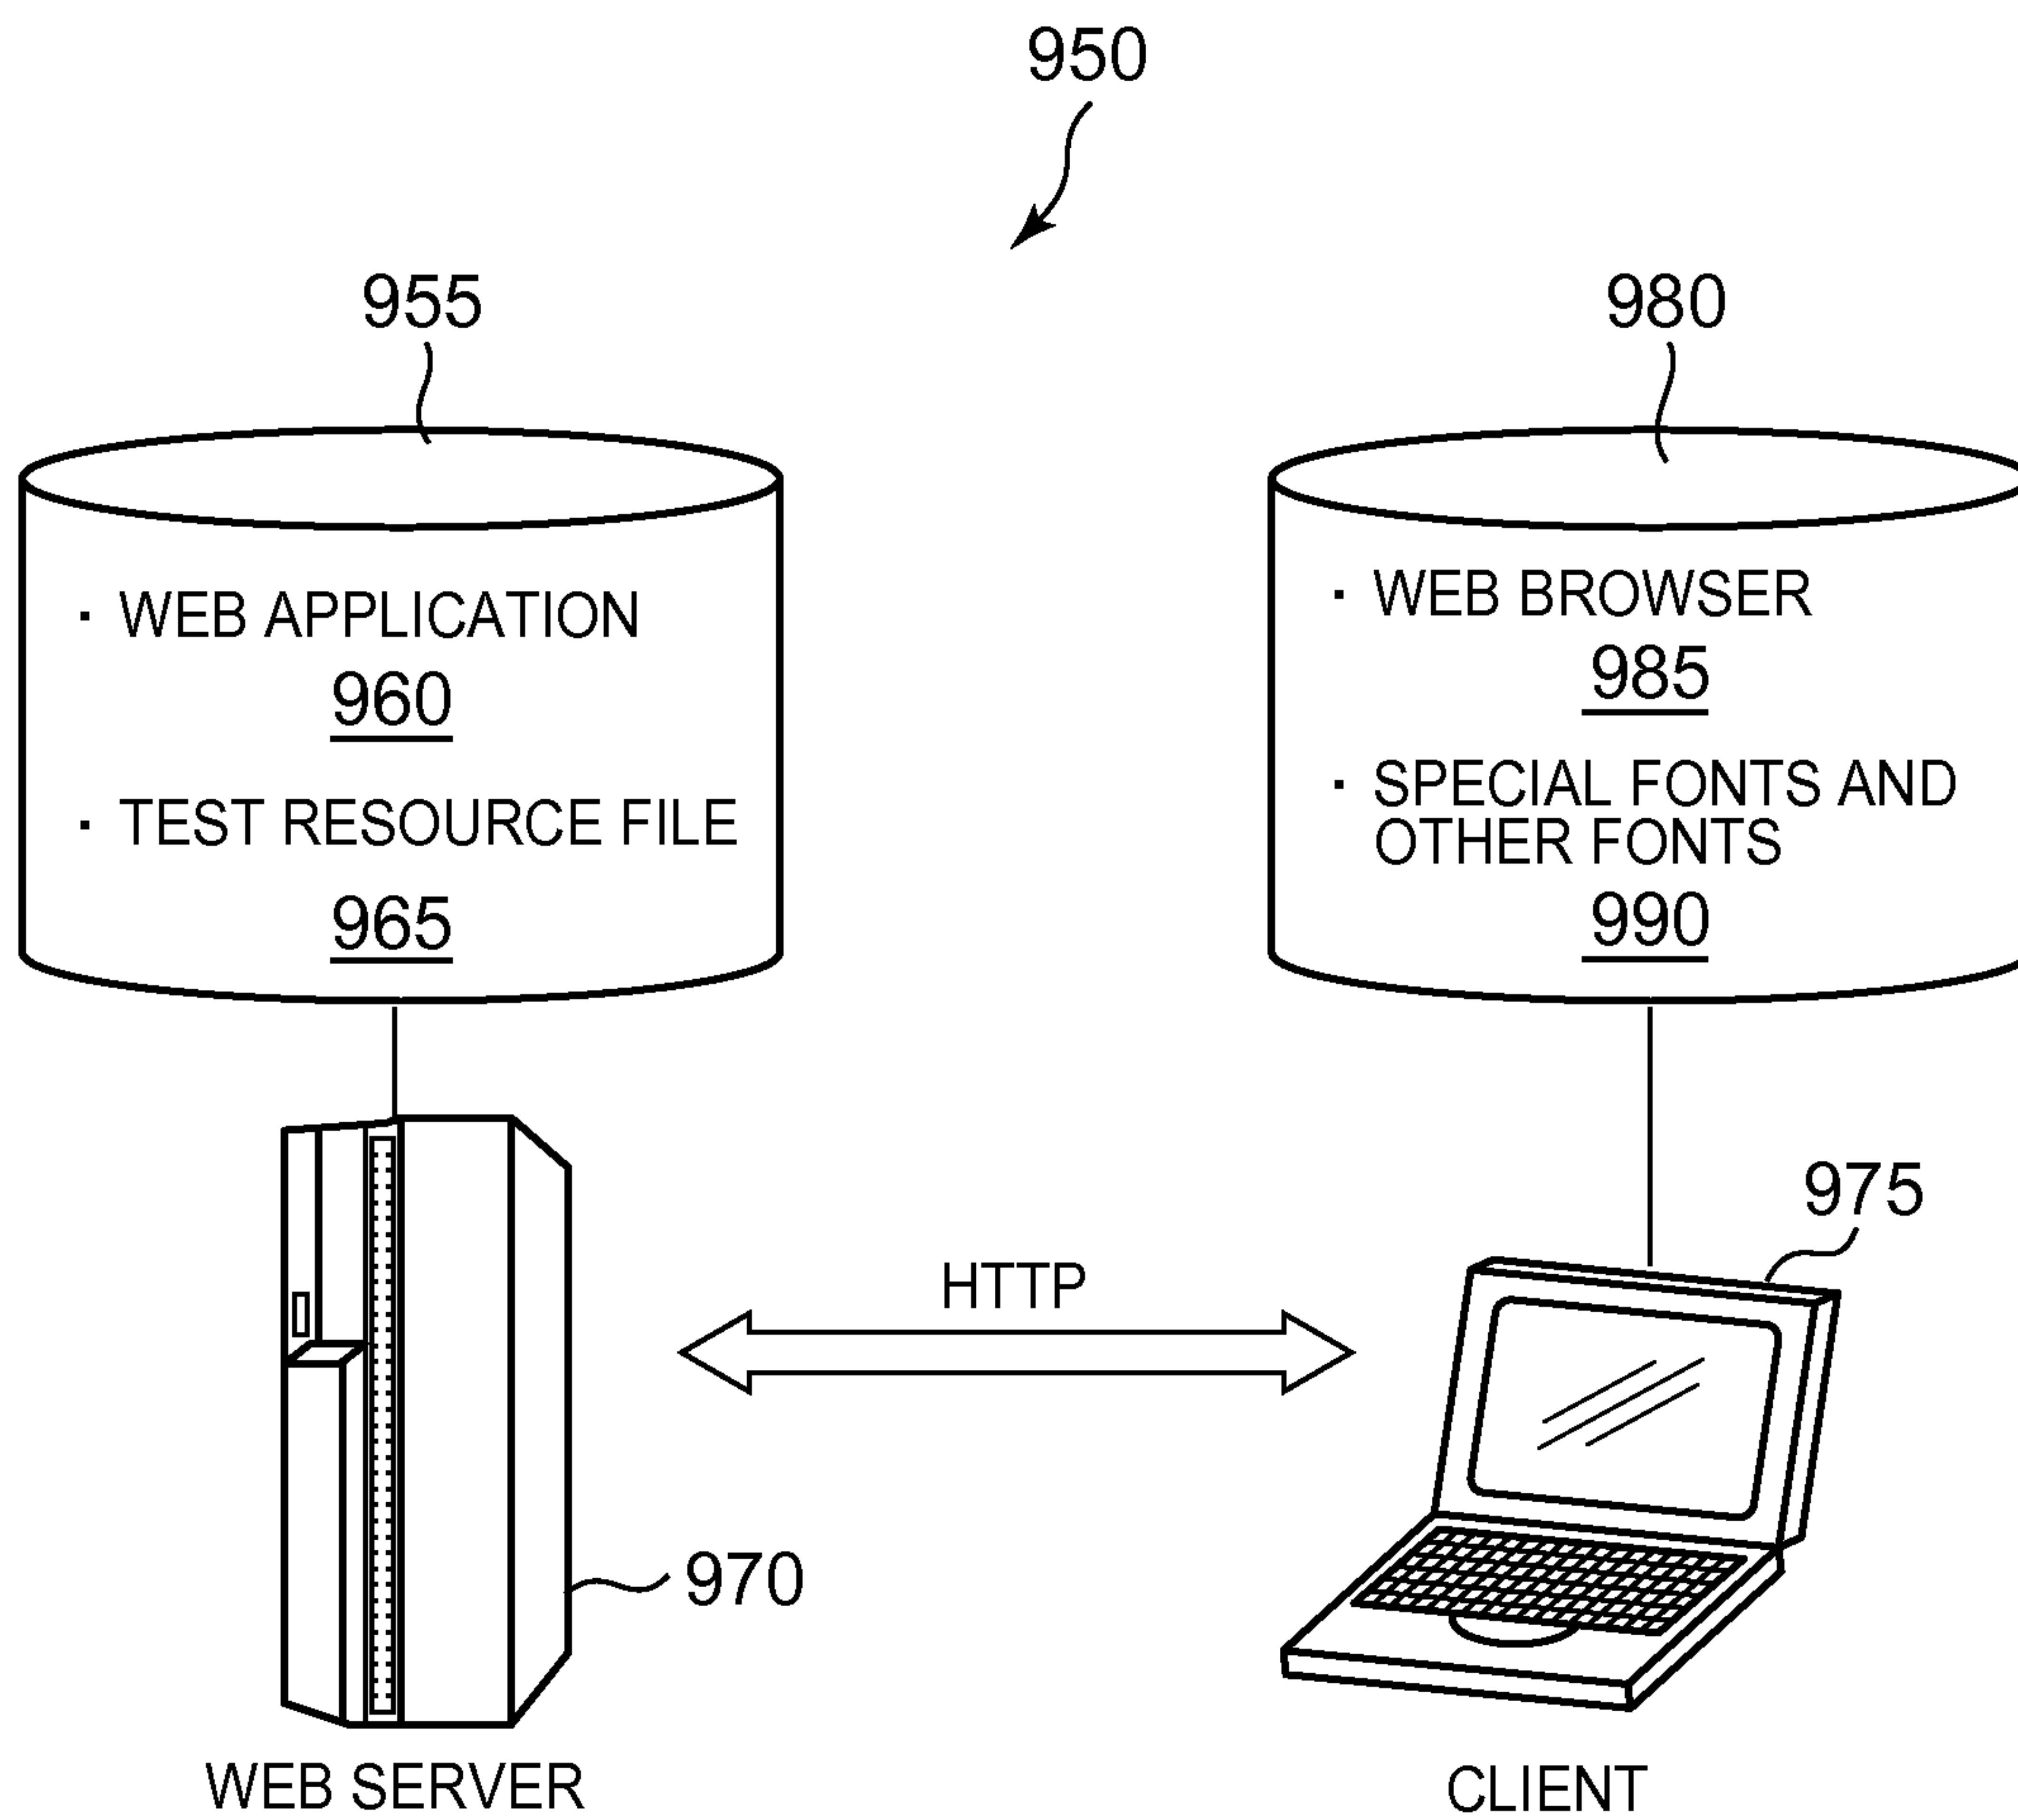 950
955
980
· WEB APPLICATION
960
· TEST RESOURCE FILE
965
· WEB BROWSER
985
· SPECIAL FONTS AND
OTHER FONTS
990
975
HTTP
970
WEB SERVER
CLIENT